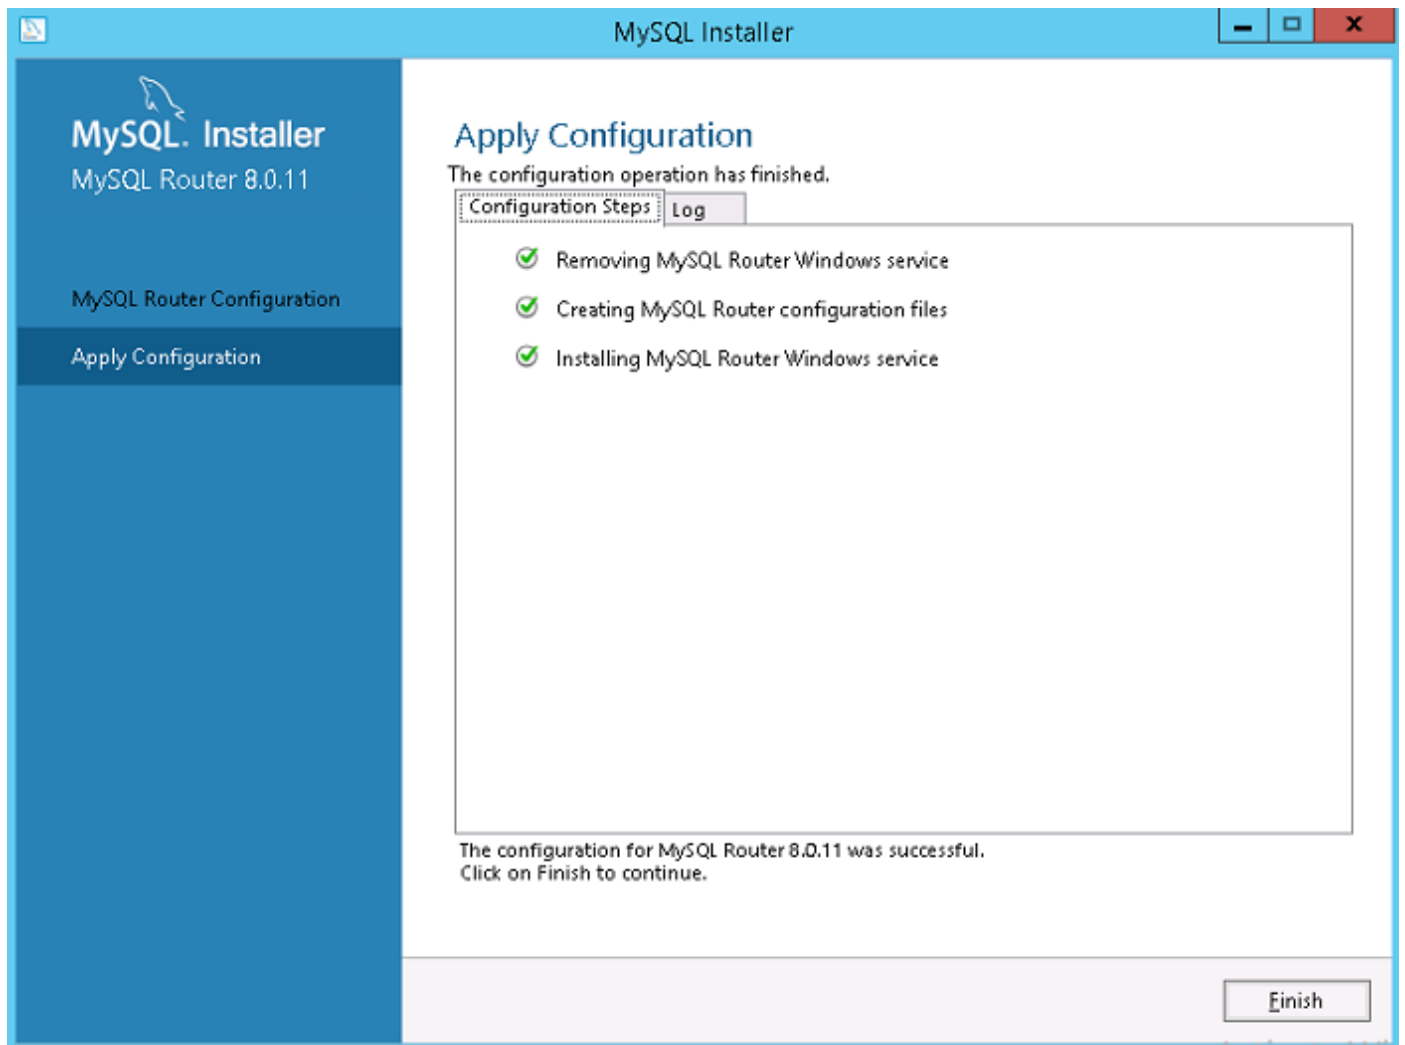 MySQL Installer
MySQL. Installer
MySQL Router 8.0.11
MySQL Router Configuration
Apply Configuration
Apply Configuration
The configuration operation has finished.
Configuration Steps
Log
Removing MySQL Router Windows service
Creating MySQL Router configuration files
Installing MySQL Router Windows service
The configuration for MySQL Router 8.0.11 was successful.
Click on Finish to continue.
Finish